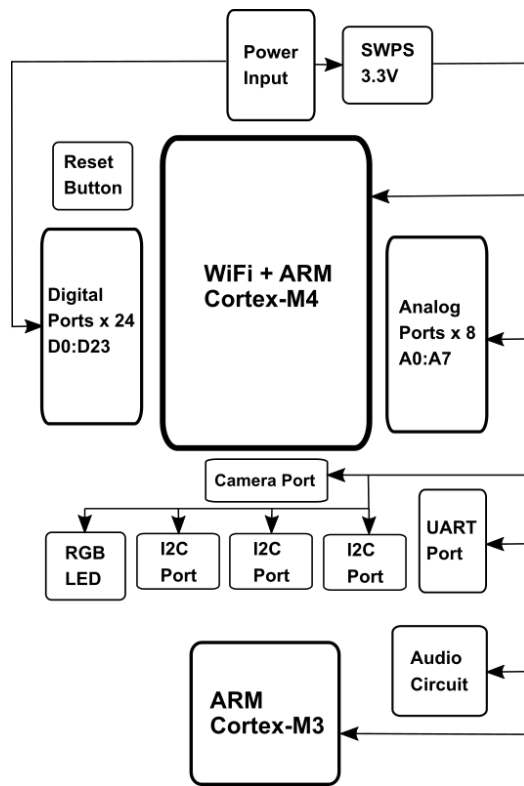 Power
Input
SWPS
3.3V
Reset
Button
WiFi + ARM
Cortex-M4
Digital
Ports x 24
D0:D23
Analog
Ports x 8
A0:A7
Camera Port
RGB
LED
I2C
Port
I2C
Port
I2C
Port
UART
Port
Audio
Circuit
ARM
Cortex-M3